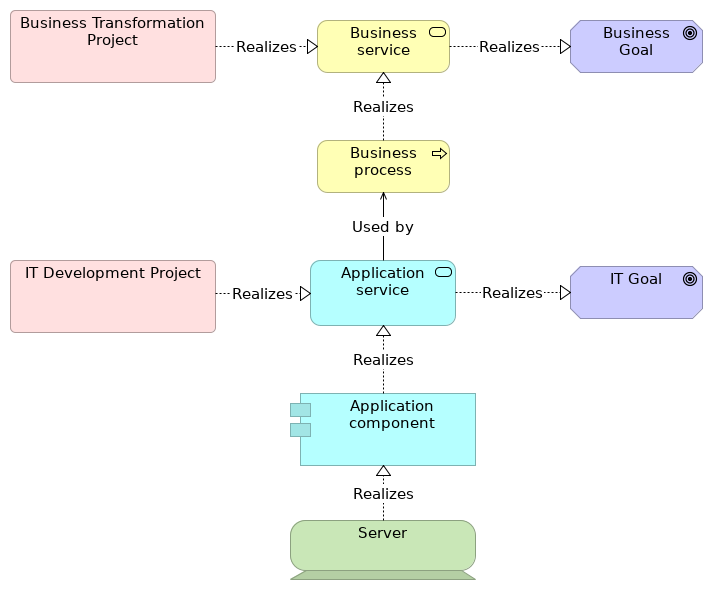 Business Transformation
Project
Realizes
Business
service
Realizes
Business
Goal
Realizes
Business
process
Used by
IT Development Project
Realizes
Application
service
Realizes
IT Goal
Realizes
Application
component
Realizes
Server